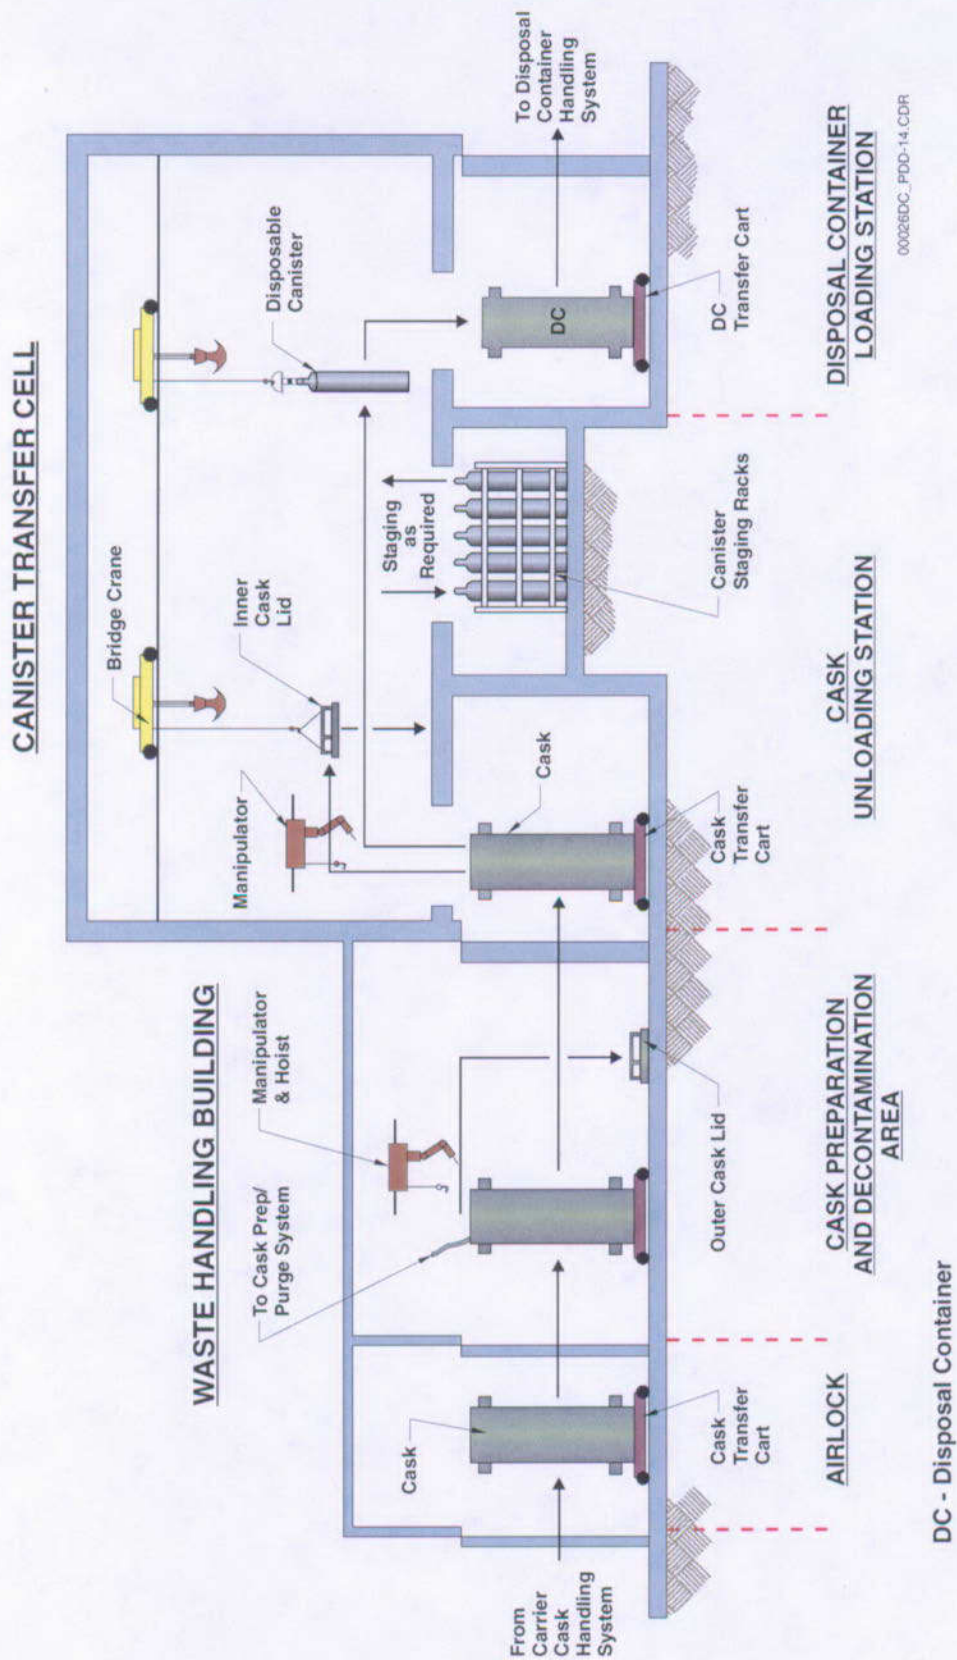 CANISTER TRANSFER CELL
WASTE HANDLING BUILDING
Bridge Crane
Manipulator
Inner
Cask
Lid
Disposable
Canister
To Cask Prep/
Purge System
Manipulator
& Hoist
Staging
as
Required
Cask
Cask
DC
From
Carrier
Cask
Handling
System
To Disposal
Container
Handling
System
Cask
Transfer
Cart
Outer Cask Lid
Cask
Transfer
Cart
Canister
Staging Racks
DC
Transfer Cart
AIRLOCK
CASK PREPARATION
AND DECONTAMINATION
AREA
CASK
UNLOADING STATION
DISPOSAL CONTAINER
LOADING STATION
00026DC_PDD-14.CDR
DC - Disposal Container